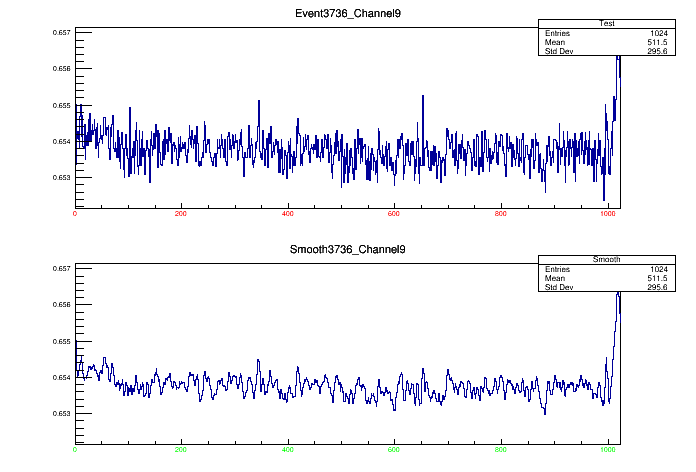 Event3736_Channel9
Test
Entries 1024
Mean 511.5
Std Dev 295.6
0.657
0.656
0.655
0.654
0.653
0 200 400 600 800 1000
Smooth3736_Channel9
Smooth
Entries 1024
Mean 511.5
Std Dev 295.6
0.657
0.656
0.655
0.654
0.653
0 200 400 600 800 1000